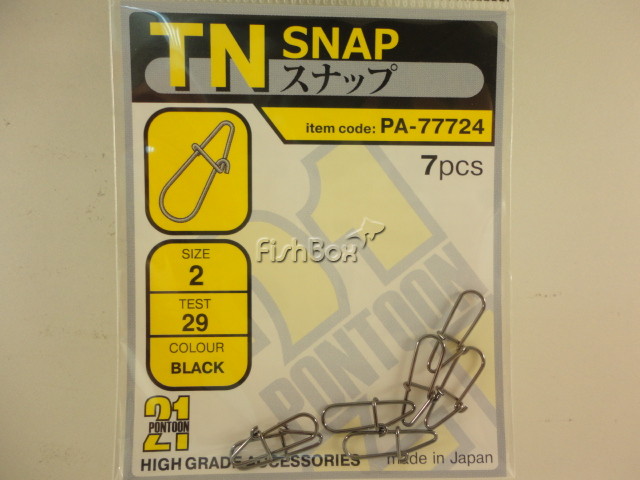 TN SNAP
スナップ
item code: PA-77724
7pcs
FishBox
SIZE
2
TEST
29
COLOUR
BLACK
21
PONTOON
PONTOON
21
HIGH GRADE ACCESSORIES
made in Japan